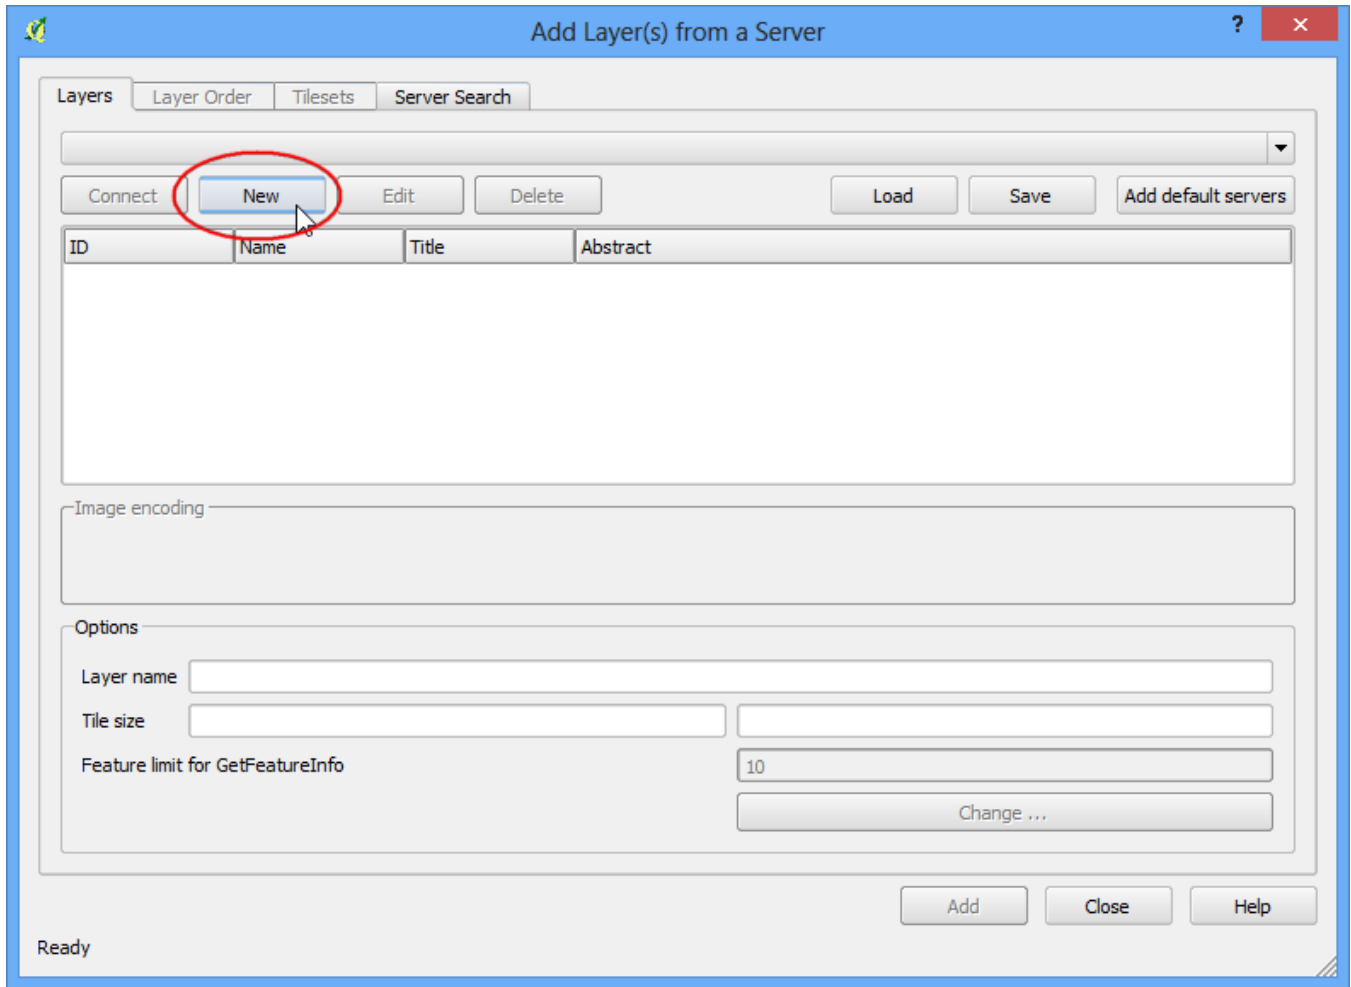 Add Layer(s) from a Server
?
Layers Layer Order Tilesets Server Search
Connect New Edit Delete Load Save Add default servers
ID Name Title Abstract
Image encoding
Options
Layer name
Tile size
Feature limit for GetFeatureInfo 10
Change ...
Add Close Help
Ready